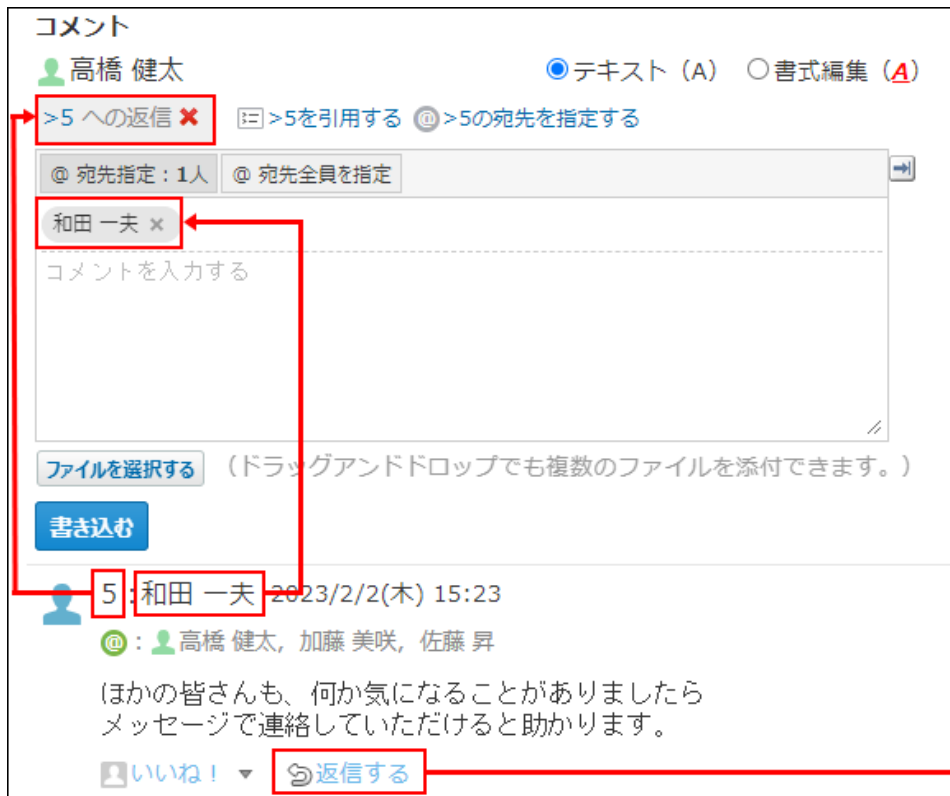 コメント
高橋 健太 テキスト（A） 書式編集（A）
>5 への返信 >5を引用する @>5の宛先を指定する
@ 宛先指定：1人 @ 宛先全員を指定
和田 一夫 ×
コメントを入力する
ファイルを選択する （ドラッグアンドドロップでも複数のファイルを添付できます。）
書き込む
5 : 和田 一夫 2023/2/2(木) 15:23
@ : 高橋 健太, 加藤 美咲, 佐藤 昇
ほかの皆さんも、何か気になることがありましたら
メッセージで連絡していただけると助かります。
いいね！ ▼ 返信する